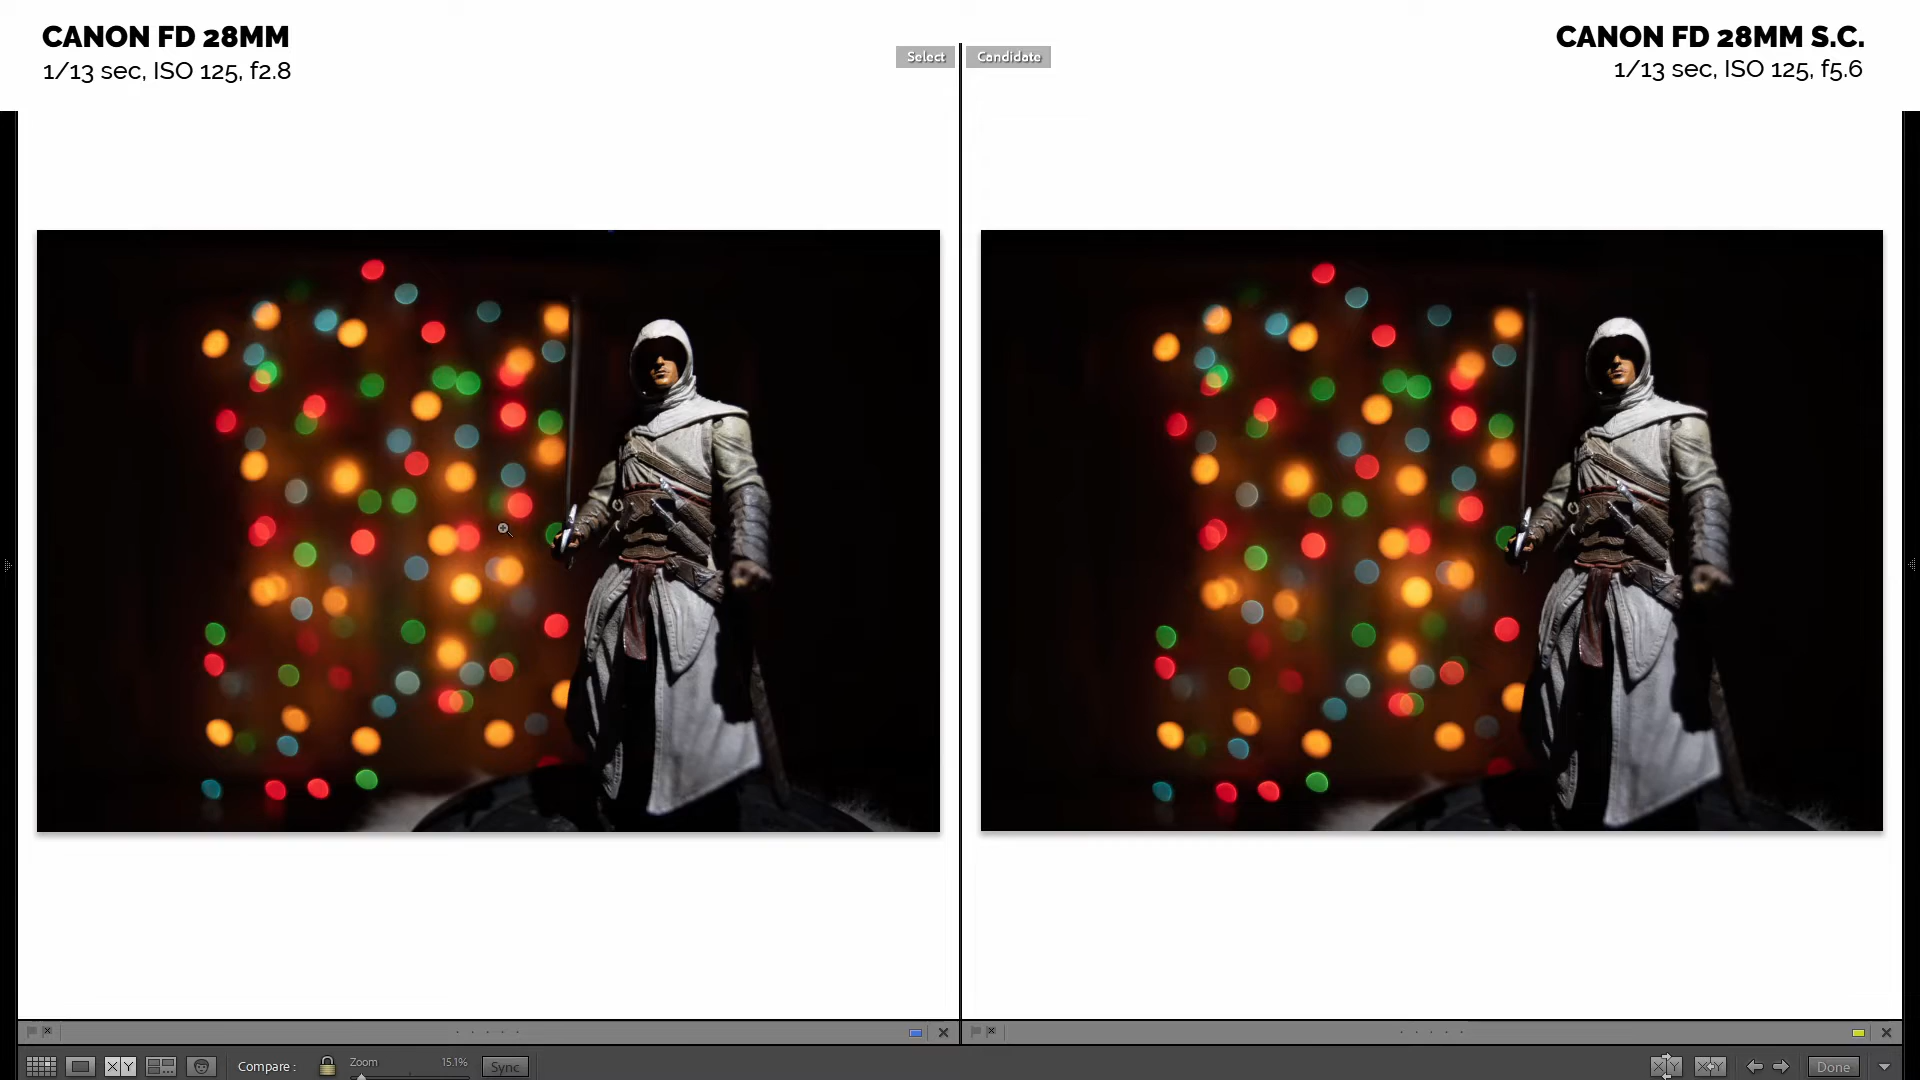 CANON FD 28MM
1/13 sec, ISO 125, f2.8
Select
Candidate
CANON FD 28MM S.C.
1/13 sec, ISO 125, f5.6
XY
Compare :
Zoom
15.1%
Sync
Done